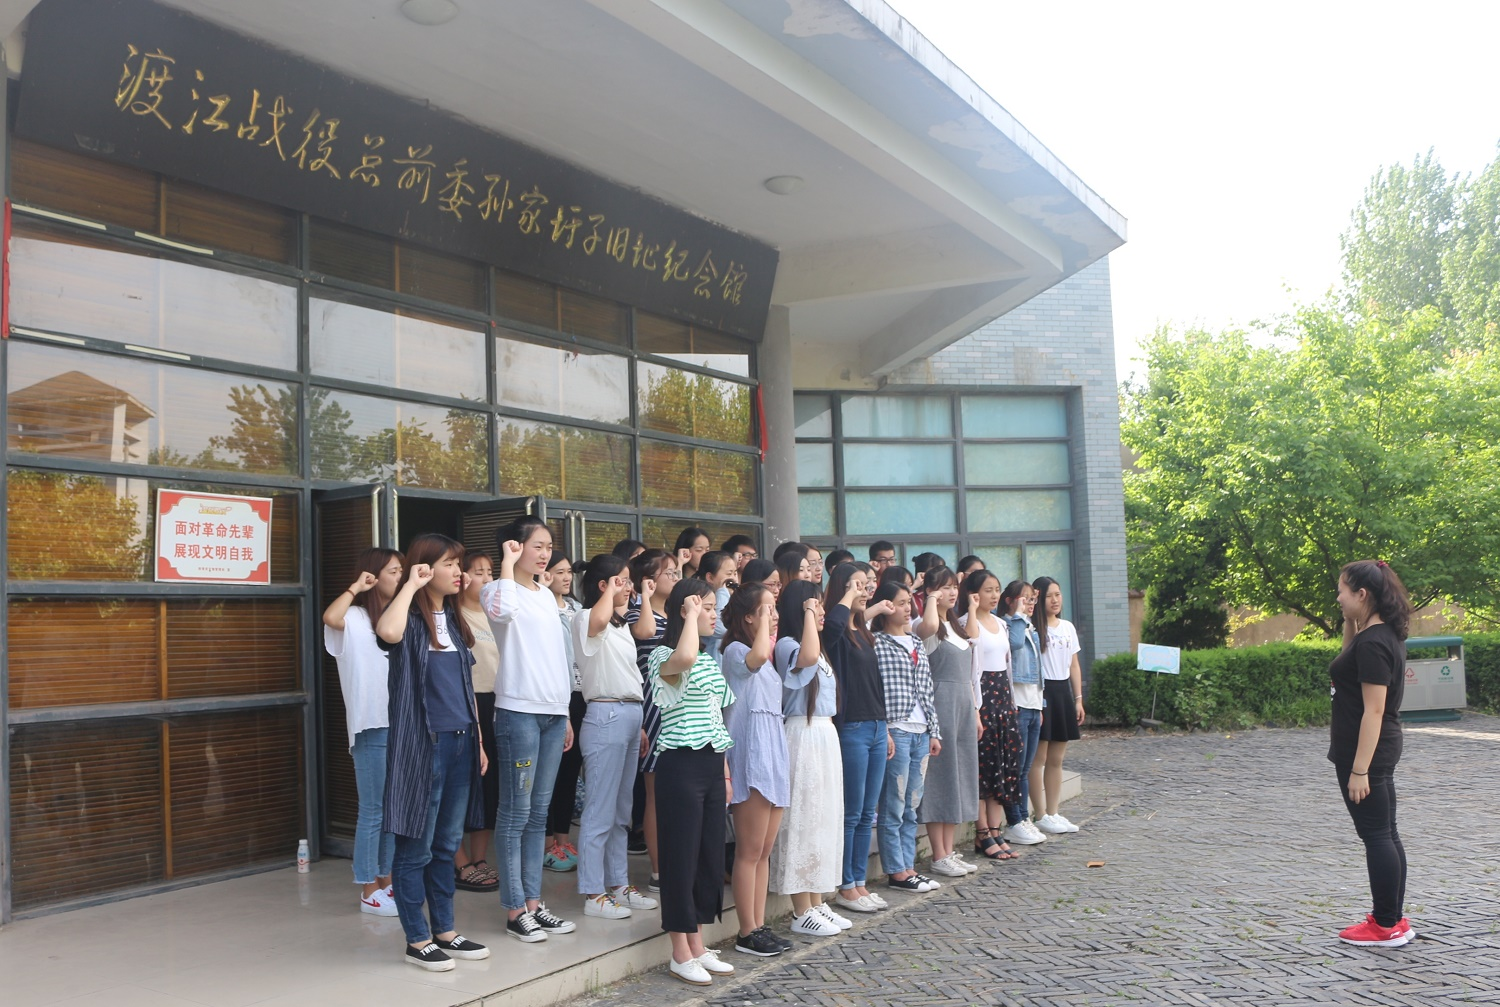 渡江战役总前委孙家圩子旧址纪念馆
面对革命先辈
展现文明自我